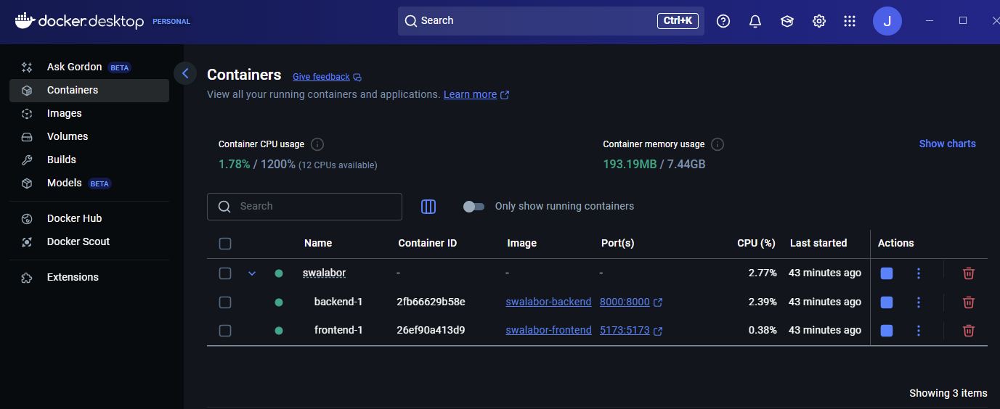 docker.desktop PERSONAL Search Ctrl+K J
Ask Gordon BETA
Containers
Images
Volumes
Builds
Models BETA
Docker Hub
Docker Scout
Extensions
Containers Give feedback
View all your running containers and applications. Learn more
Container CPU usage
1.78% / 1200% (12 CPUs available)
Container memory usage
193.19MB / 7.44GB
Show charts
Search Only show running containers
Name Container ID Image Port(s) CPU (%) Last started Actions
swalabor - - - 2.77% 43 minutes ago
backend-1 2fb66629b58e swalabor-backend 8000:8000 2.39% 43 minutes ago
frontend-1 26ef90a413d9 swalabor-frontend 5173:5173 0.38% 43 minutes ago
Showing 3 items